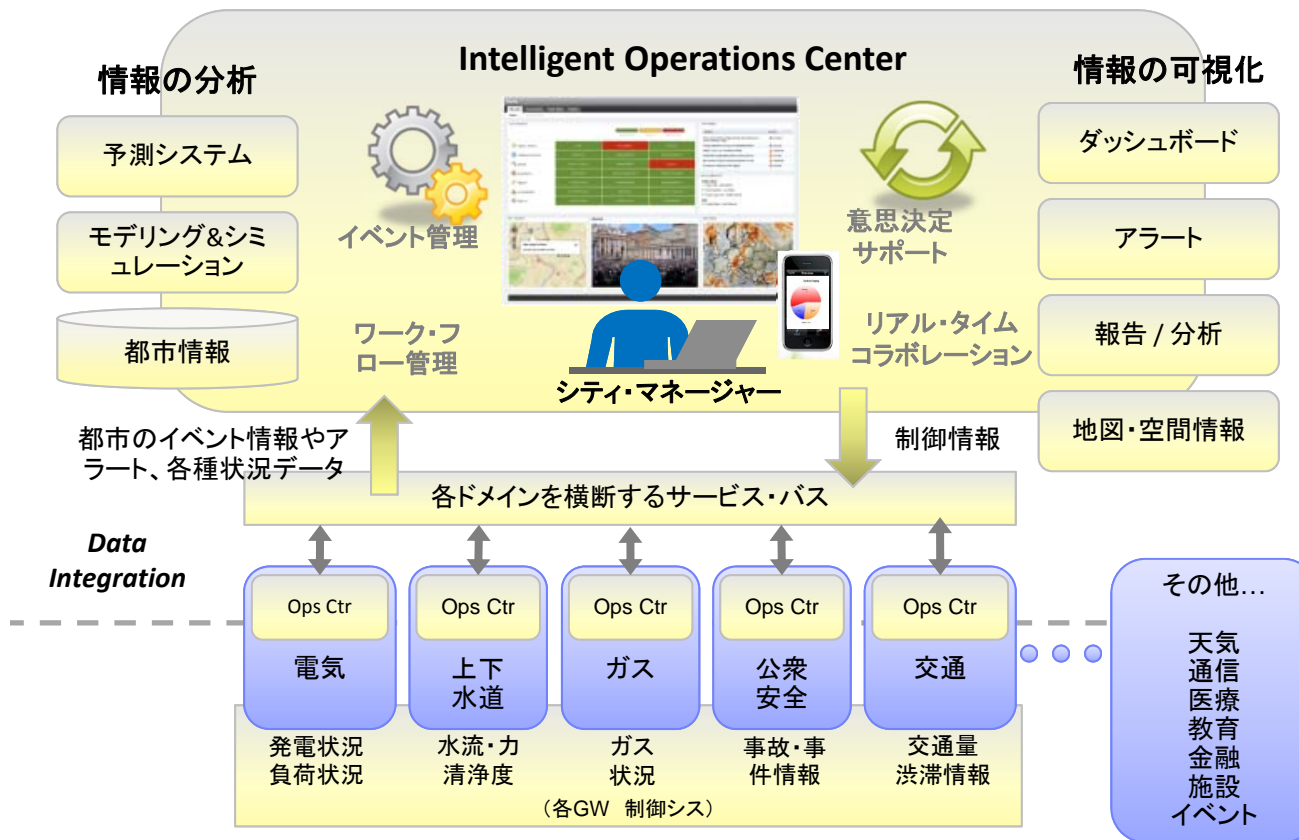 Intelligent Operations Center
情報の分析
予測システム
モデリング&シミ
ュレーション
都市情報
イベント管理
ワーク・フ
ロー管理
意思決定
サポート
リアル・タイム
コラボレーション
シティ・マネージャー
情報の可視化
ダッシュボード
アラート
報告 / 分析
地図・空間情報
都市のイベント情報やア
ラート、各種状況データ
制御情報
各ドメインを横断するサービス・バス
Data
Integration
Ops Ctr
電気
Ops Ctr
上下
水道
Ops Ctr
ガス
Ops Ctr
公衆
安全
Ops Ctr
交通
発電状況
負荷状況
水流・力
清浄度
ガス
状況
事故・事
件情報
交通量
渋滞情報
(各GW 制御シス)
その他…
天気
通信
医療
教育
金融
施設
イベント